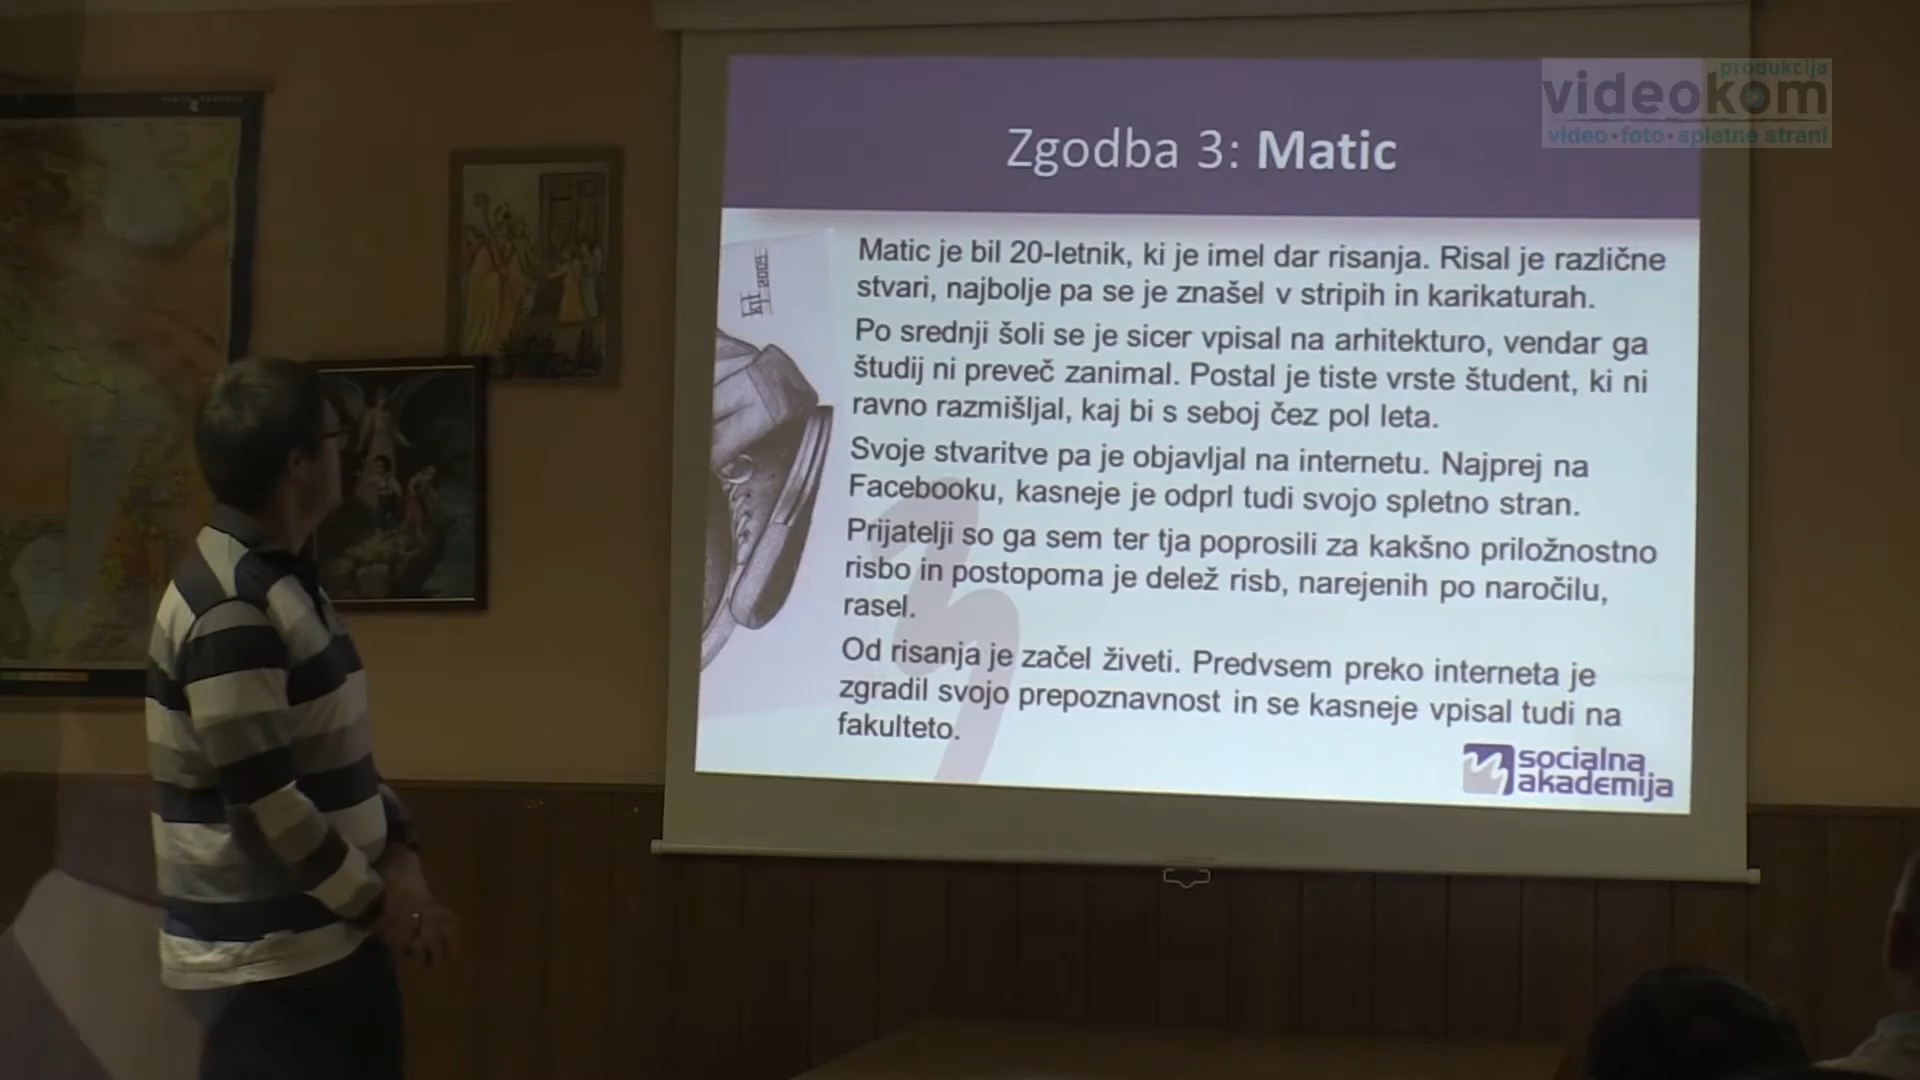 produkcija
videokom
video • foto • spletne strani
Zgodba 3: Matic
Matic je bil 20-letnik, ki je imel dar risanja. Risal je različne
stvari, najbolje pa se je znašel v stripih in karikaturah.
Po srednji šoli se je sicer vpisal na arhitekturo, vendar ga
študij ni preveč zanimal. Postal je tiste vrste študent, ki ni
ravno razmišljal, kaj bi s seboj čez pol leta.
Svoje stvaritve pa je objavljal na internetu. Najprej na
Facebooku, kasneje je odprl tudi svojo spletno stran.
Prijatelji so ga sem ter tja poprosili za kakšno priložnostno
risbo in postopoma je delež risb, narejenih po naročilu,
rasel.
Od risanja je začel živeti. Predvsem preko interneta je
zgradil svojo prepoznavnost in se kasneje vpisal tudi na
fakulteto.
socialna
akademija